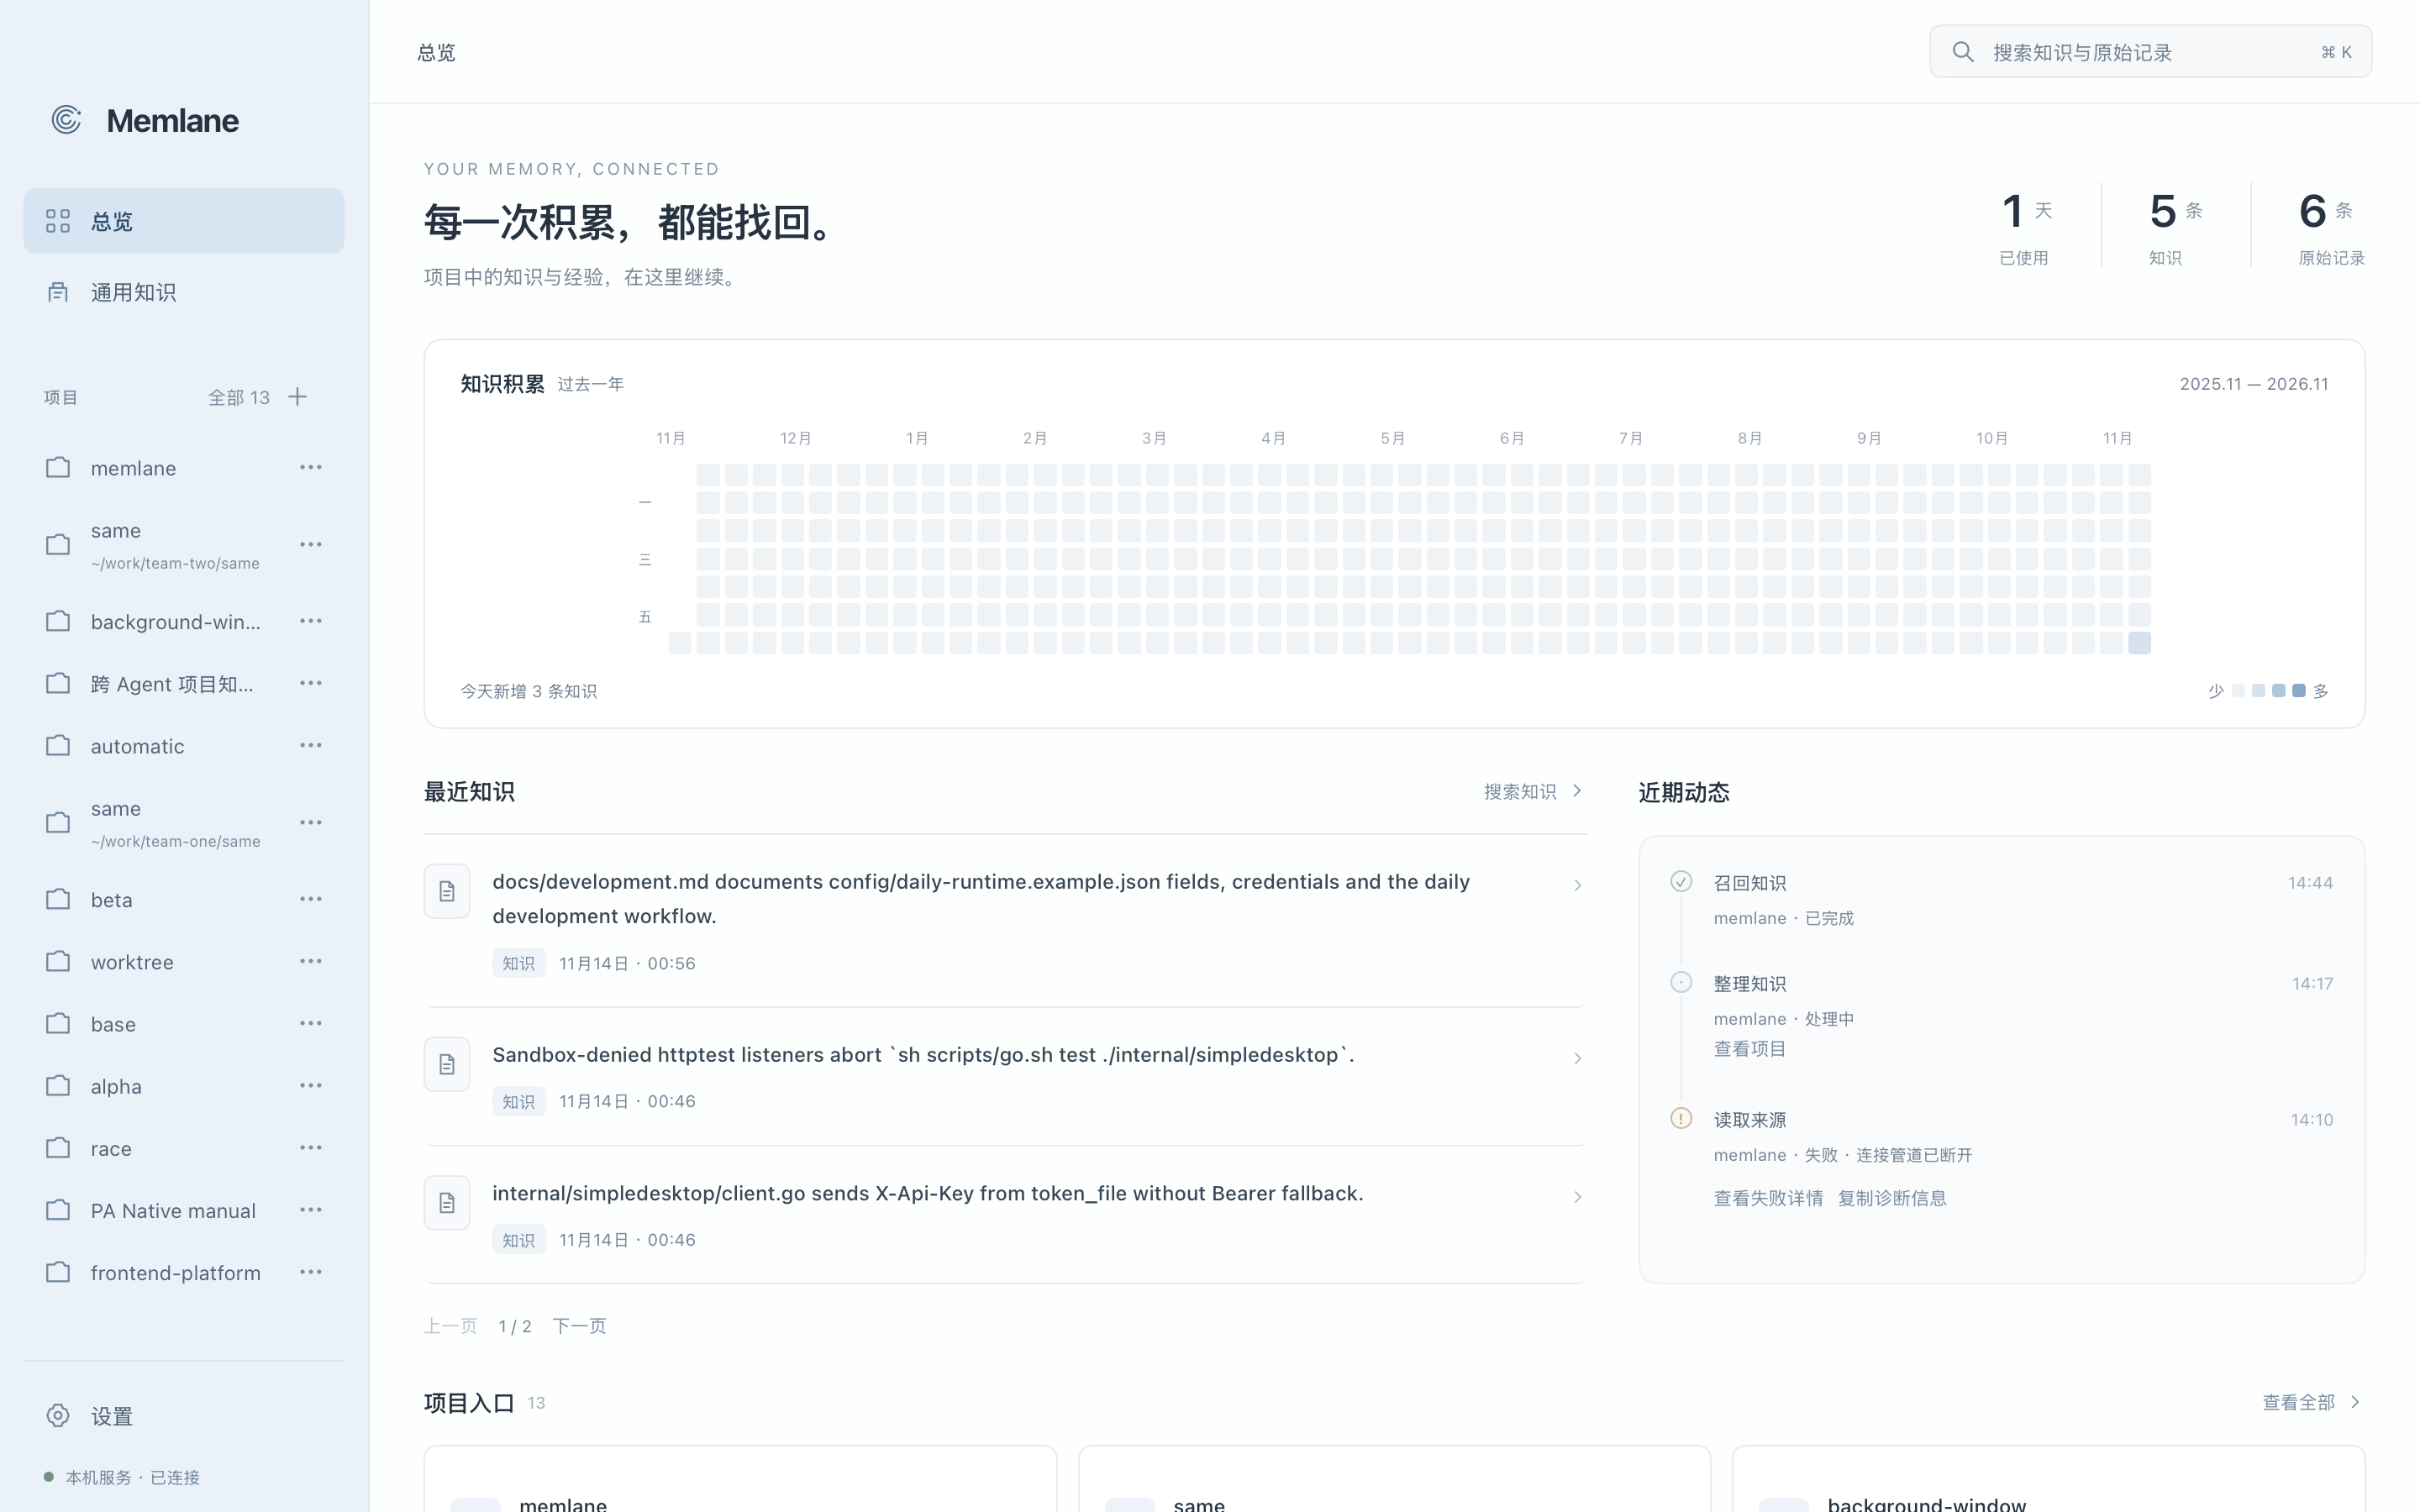 Memlane
总览
通用知识
项目 全部 13
memlane
same
~/work/team-two/same
background-win...
跨 Agent 项目知...
automatic
same
~/work/team-one/same
beta
worktree
base
alpha
race
PA Native manual
frontend-platform
设置
本机服务 · 已连接
总览
搜索知识与原始记录 ⌘ K
YOUR MEMORY, CONNECTED
每一次积累，都能找回。
项目中的知识与经验，在这里继续。
1 天
已使用
5 条
知识
6 条
原始记录
知识积累 过去一年
2025.11 — 2026.11
11月 12月 1月 2月 3月 4月 5月 6月 7月 8月 9月 10月 11月
一
三
五
今天新增 3 条知识
少 多
最近知识
搜索知识
docs/development.md documents config/daily-runtime.example.json fields, credentials and the daily
development workflow.
知识 11月14日 · 00:56
Sandbox-denied httptest listeners abort `sh scripts/go.sh test ./internal/simpledesktop`.
知识 11月14日 · 00:46
internal/simpledesktop/client.go sends X-Api-Key from token_file without Bearer fallback.
知识 11月14日 · 00:46
上一页 1 / 2 下一页
近期动态
召回知识 14:44
memlane · 已完成
整理知识 14:17
memlane · 处理中
查看项目
读取来源 14:10
memlane · 失败 · 连接管道已断开
查看失败详情 复制诊断信息
项目入口 13
查看全部
memlane
same
background-window